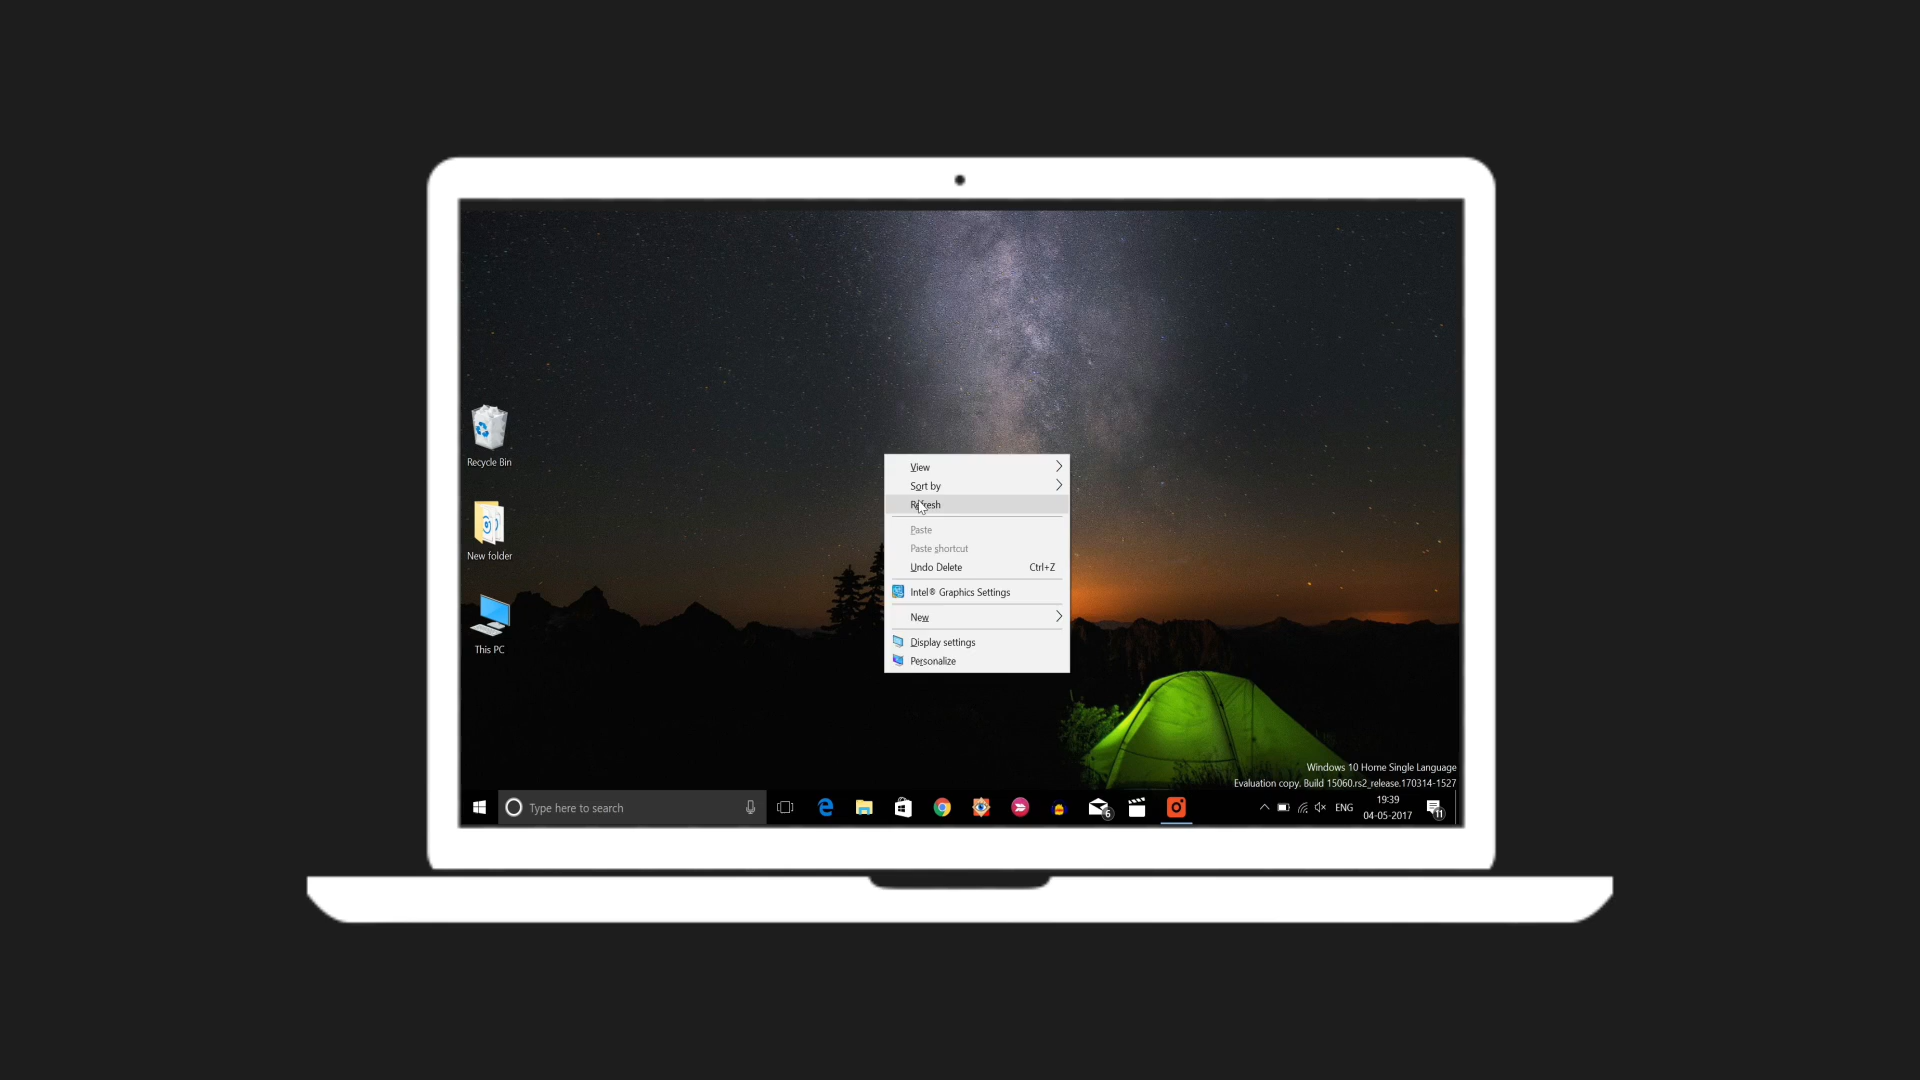 Recycle Bin
New folder
This PC
View
Sort by
Refresh
Paste
Paste shortcut
Undo Delete Ctrl+Z
Intel® Graphics Settings
New
Display settings
Personalize
Windows 10 Home Single Language
Evaluation copy. Build 15060.rs2_release.170314-1527
Type here to search
6
ENG
19:39
04-05-2017
11